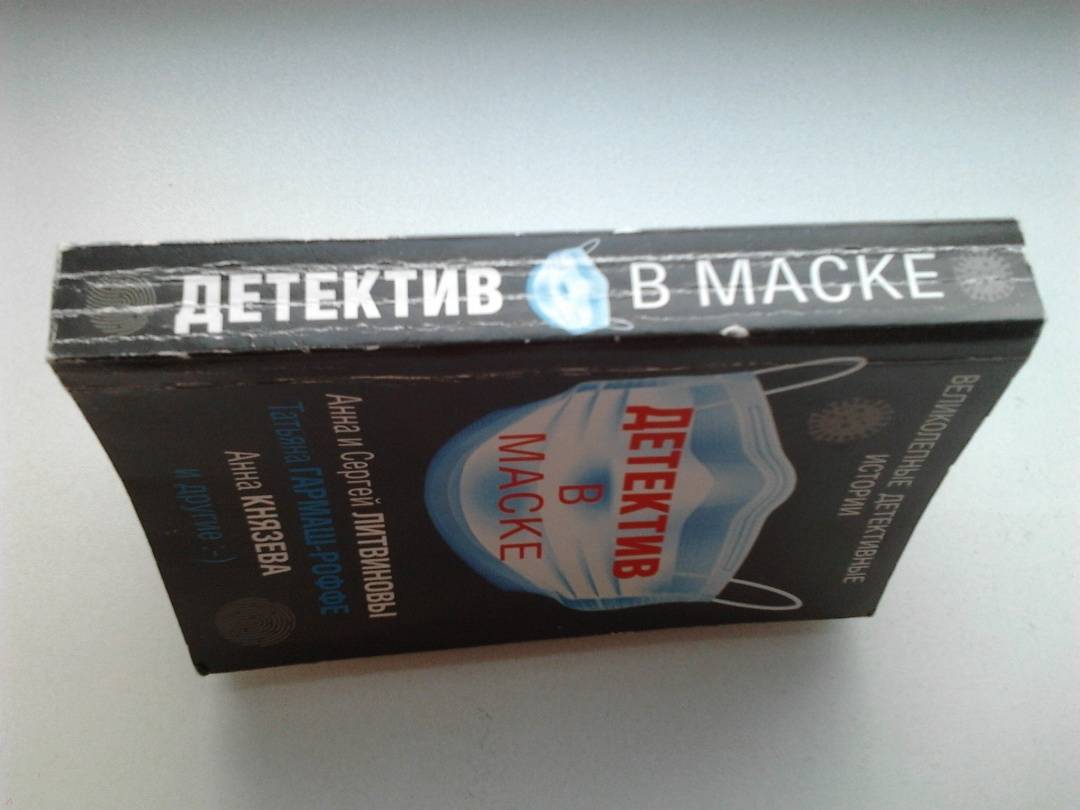 ДЕТЕКТИВ В МАСКЕ
ВЕЛИКОЛЕПНЫЕ ДЕТЕКТИВНЫЕ
ИСТОРИИ
ДЕТЕКТИВ
В
МАСКЕ
Анна и Сергей ЛИТВИНОВЫ
Татьяна ГАРМАШ-РОФФЕ
Анна КНЯЗЕВА
и другие :-)